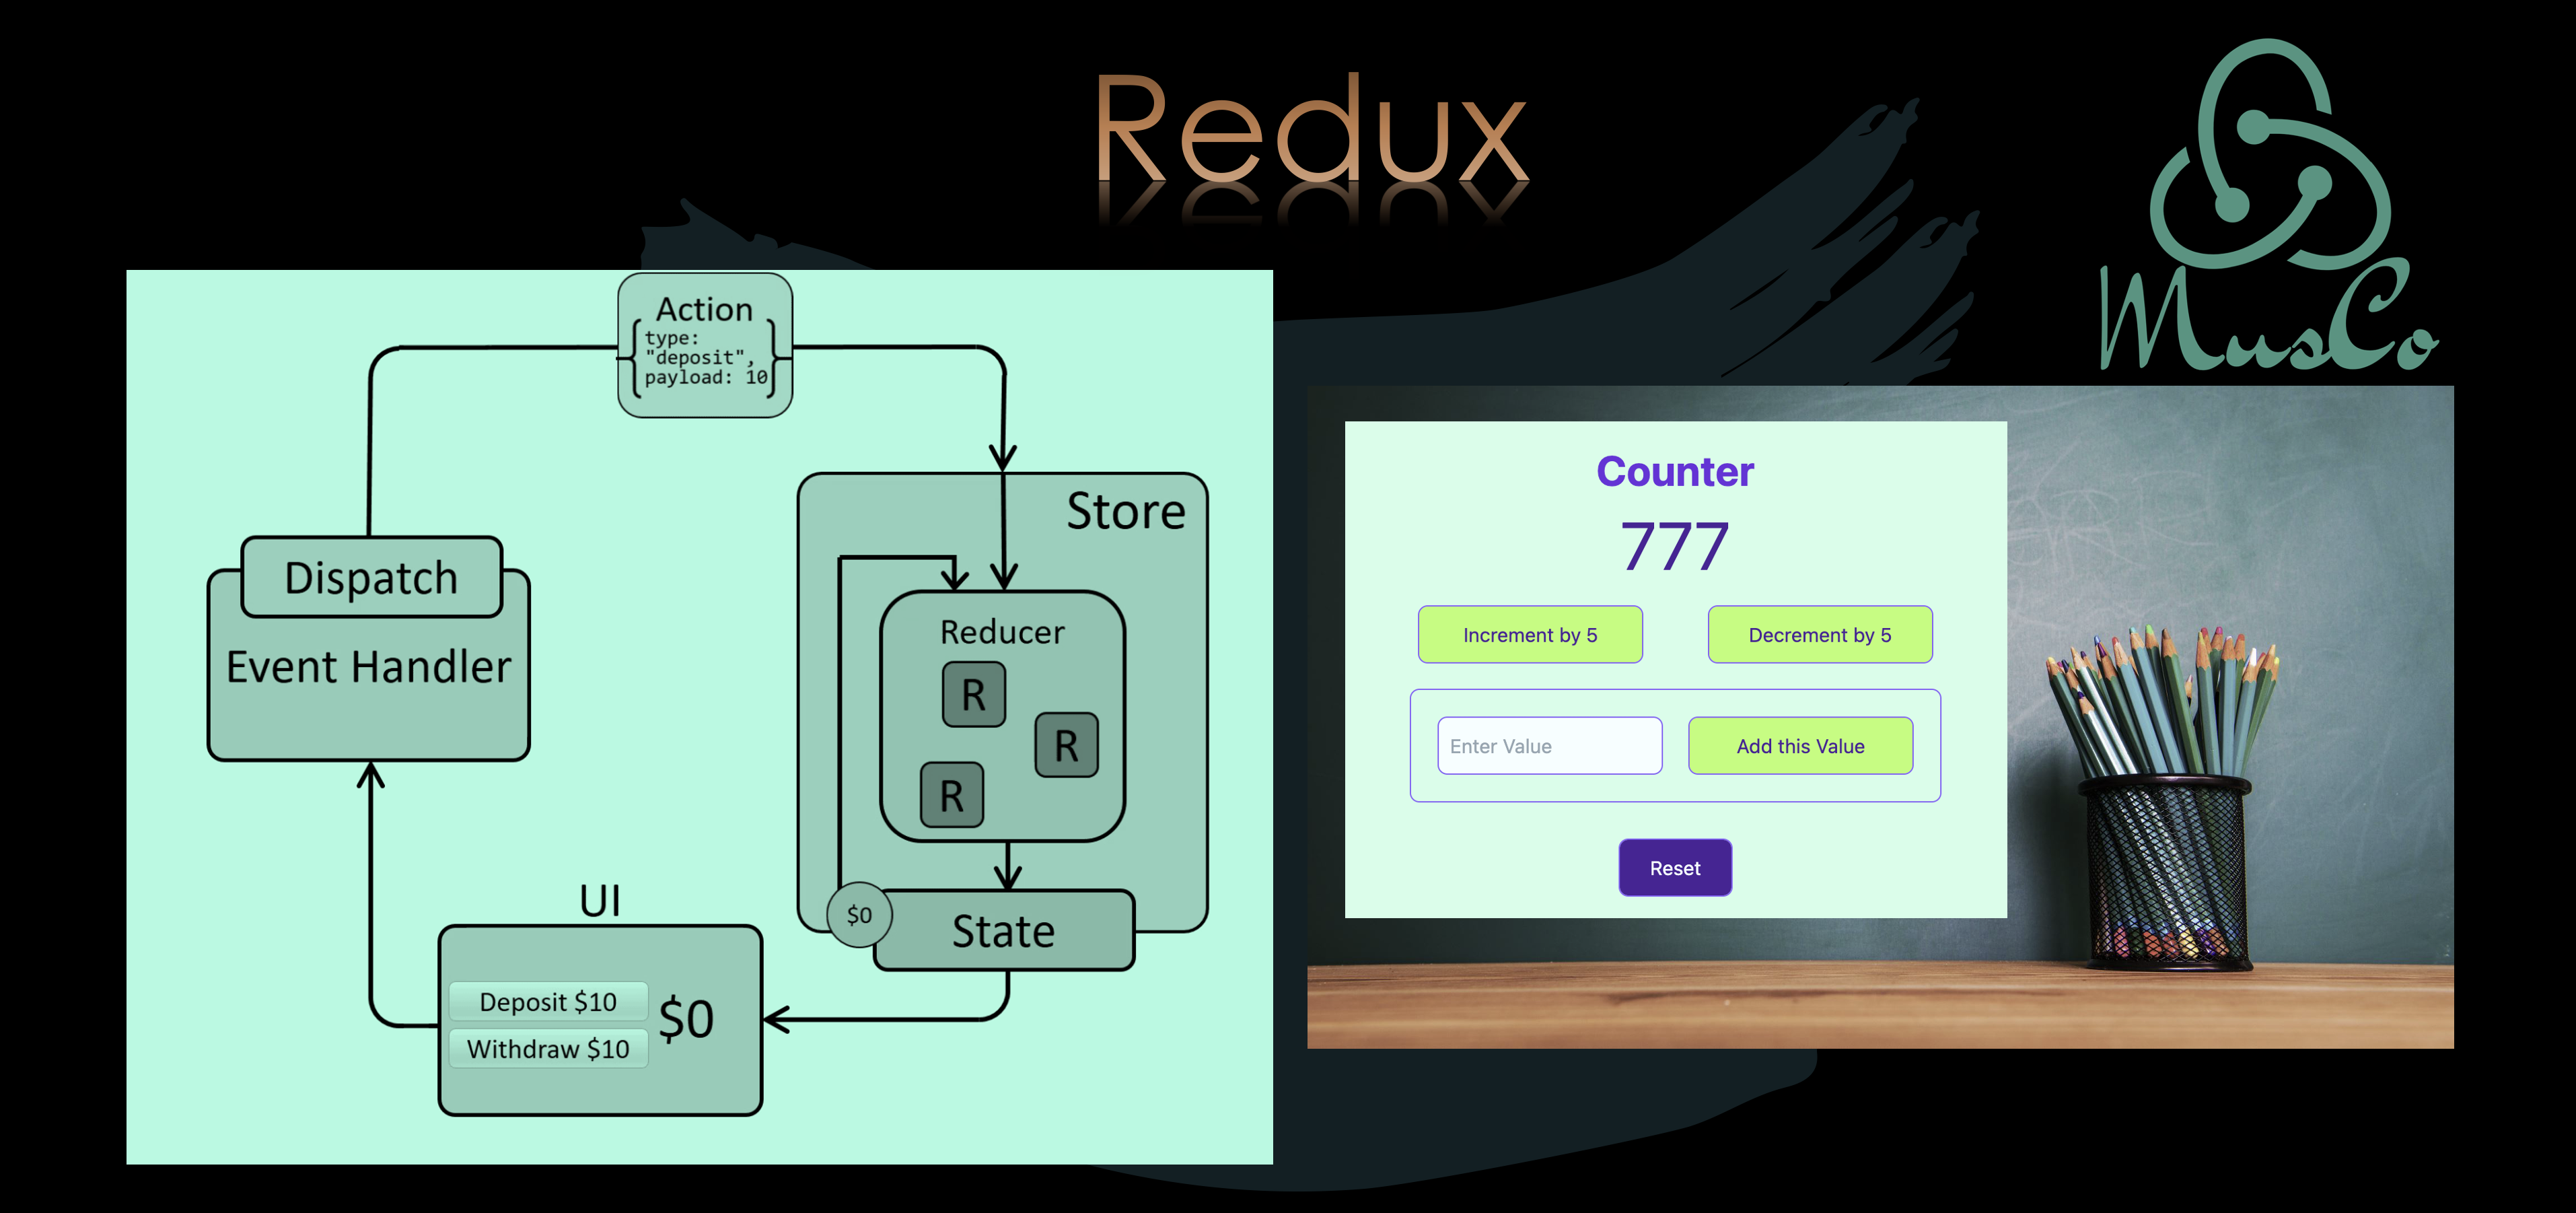 Redux
MusCo
Action
{type:
"deposit",
payload: 10}
Store
Dispatch
Event Handler
Reducer
R
R
R
$0
State
UI
Deposit $10
$0
Withdraw $10
Counter
777
Increment by 5
Decrement by 5
Enter Value
Add this Value
Reset